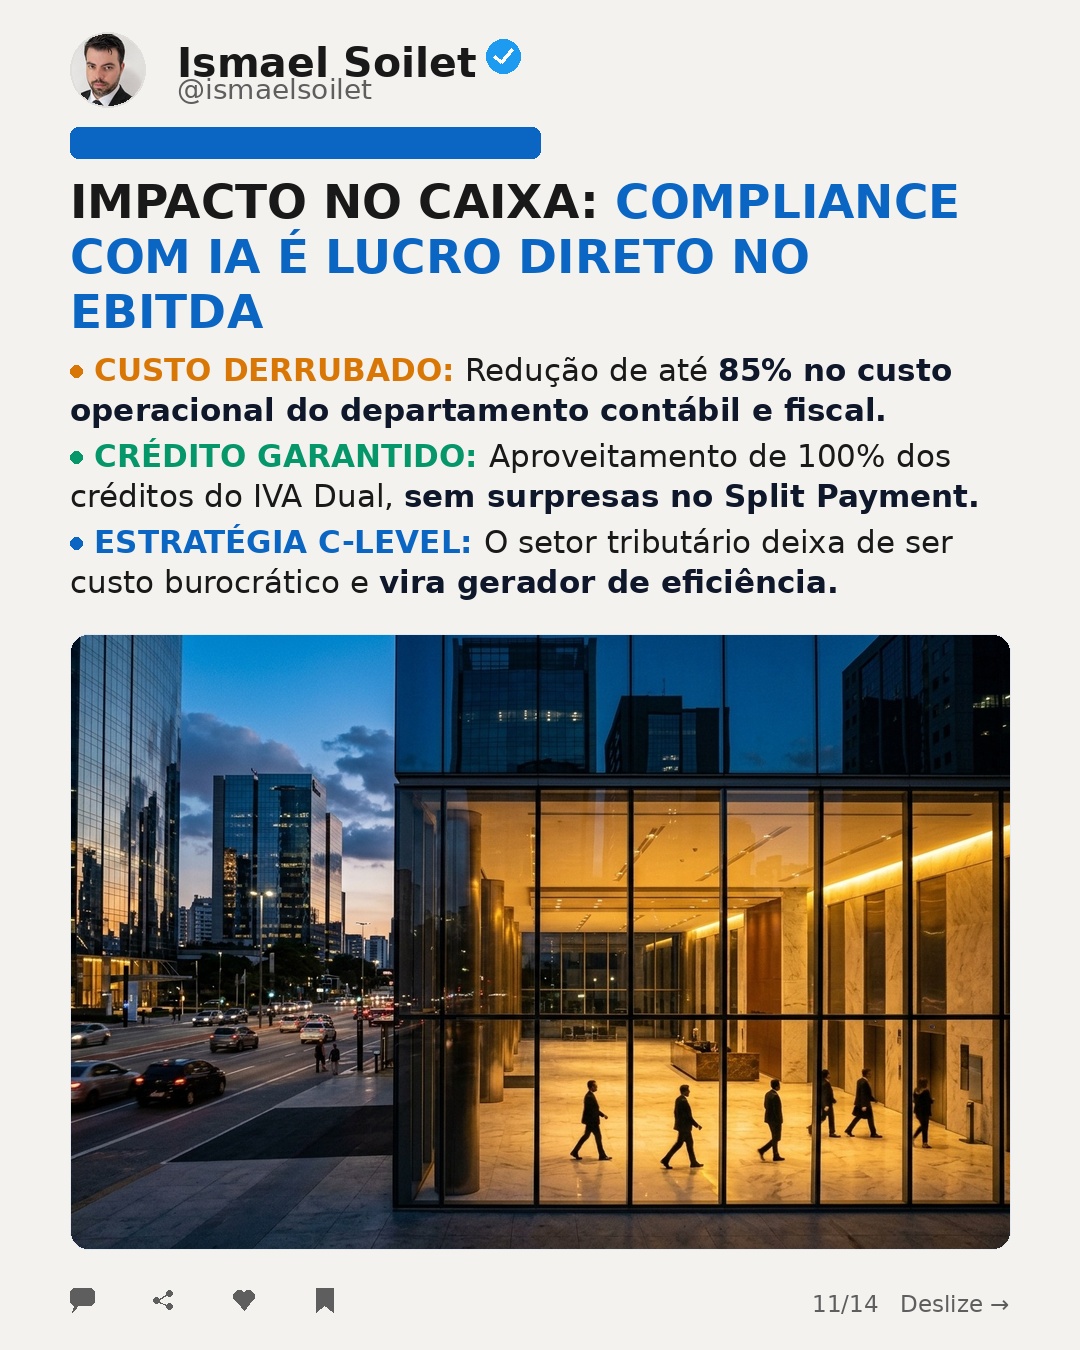 Ismael Soilet
@ismaelsoilet
IMPACTO NO CAIXA: COMPLIANCE
COM IA É LUCRO DIRETO NO
EBITDA
• CUSTO DERRUBADO: Redução de até 85% no custo
operacional do departamento contábil e fiscal.
• CRÉDITO GARANTIDO: Aproveitamento de 100% dos
créditos do IVA Dual, sem surpresas no Split Payment.
• ESTRATÉGIA C-LEVEL: O setor tributário deixa de ser
custo burocrático e vira gerador de eficiência.
11/14 Deslize →